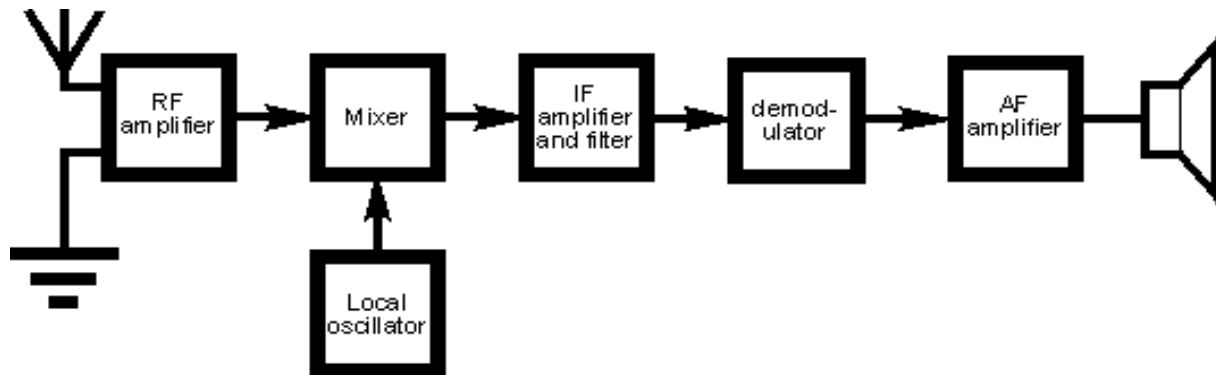 RF
amplifier
Mixer
IF
amplifier
and filter
demod-
ulator
AF
amplifier
Local
oscillator